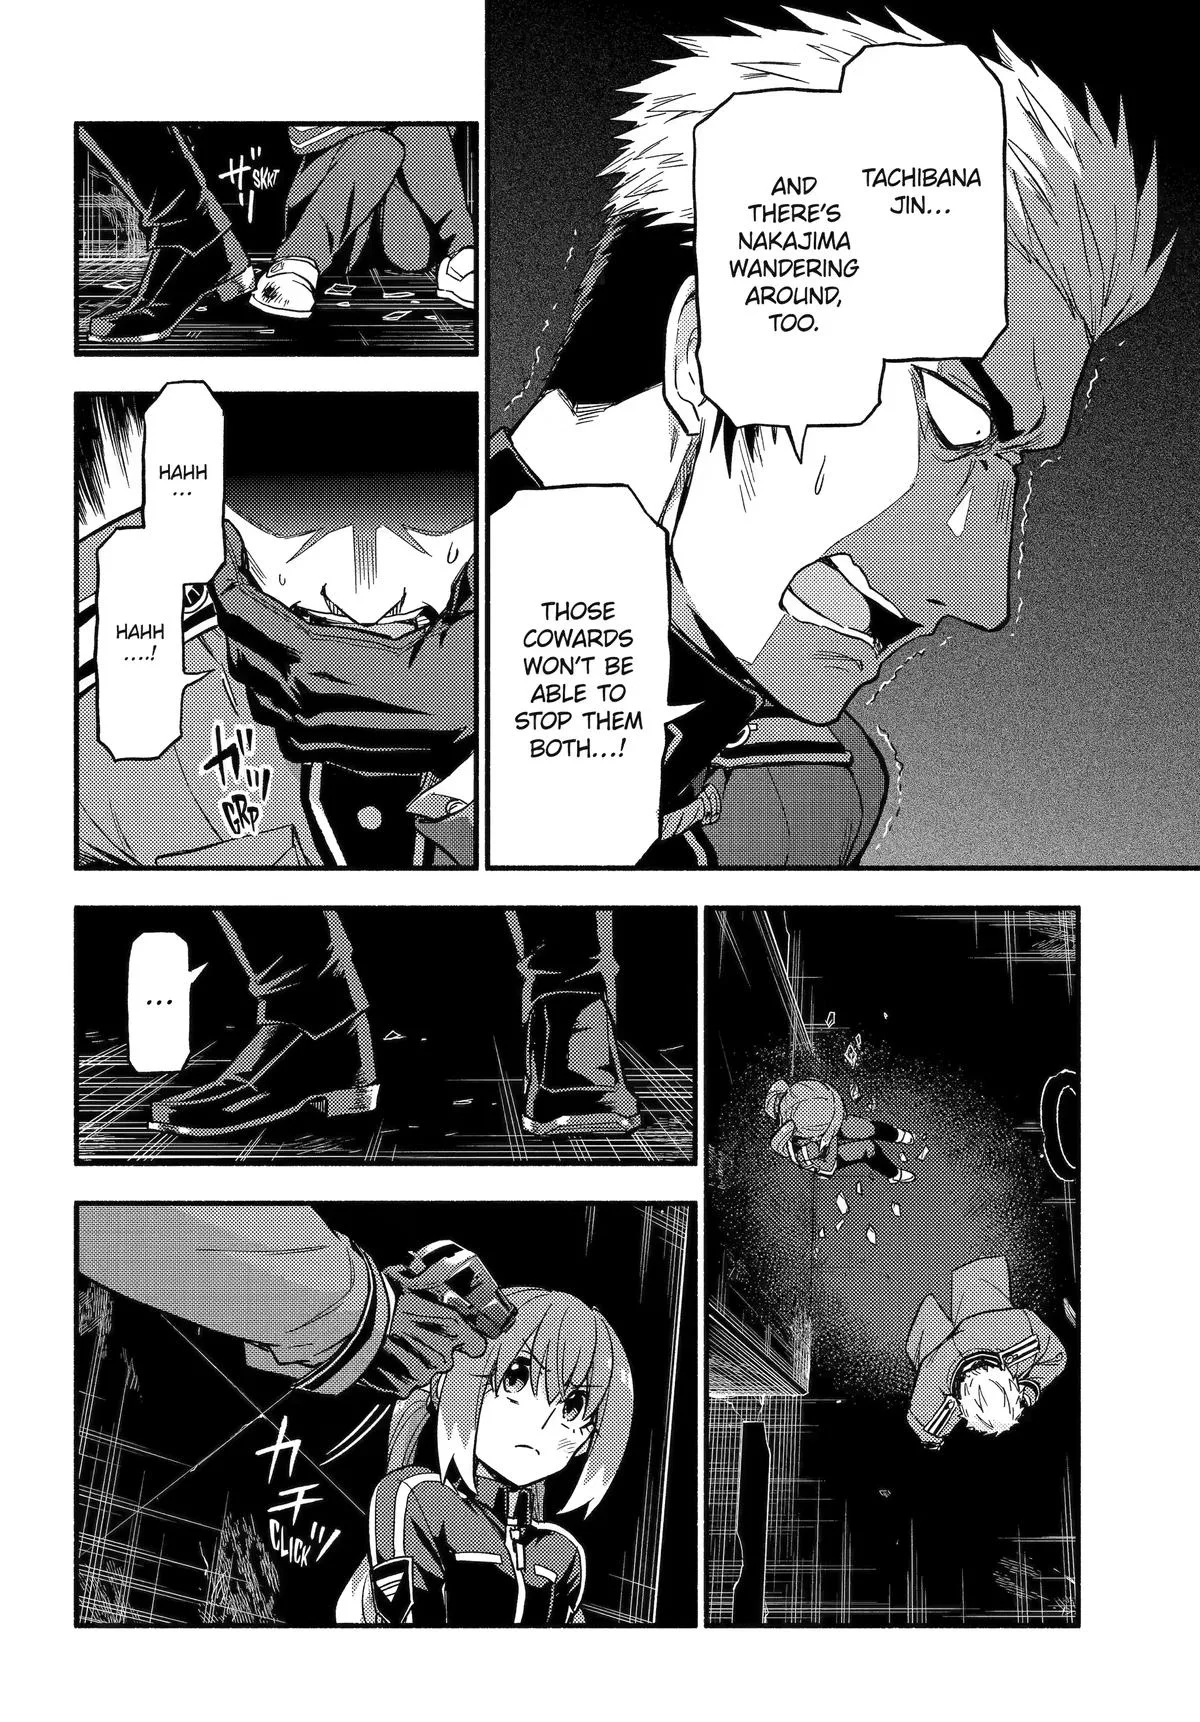 TACHIBANA
JIN...
AND
THERE'S
NAKAJIMA
WANDERING
AROUND,
TOO.
THOSE
COWARDS
WON'T BE
ABLE TO
STOP THEM
BOTH...!
ザッ
SKKT
HAHH
...
HAHH
....!
ガッ
GRP
...
カチッ
CLICK